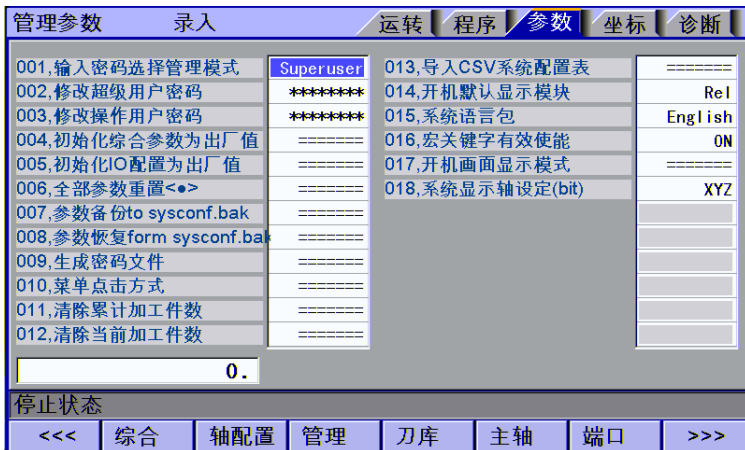 管理参数 录入 运转 程序 参数 坐标 诊断
001,输入密码选择管理模式 Superuser
002,修改超级用户密码 ********
003,修改操作用户密码 ********
004,初始化综合参数为出厂值 =======
005,初始化IO配置为出厂值 =======
006,全部参数重置<●> =======
007,参数备份to sysconf.bak =======
008,参数恢复form sysconf.bak =======
009,生成密码文件 =======
010,菜单点击方式 =======
011,清除累计加工件数 =======
012,清除当前加工件数 =======
013,导入CSV系统配置表 =======
014,开机默认显示模块 Rel
015,系统语言包 English
016,宏关键字有效使能 ON
017,开机画面显示模式 =======
018,系统显示轴设定(bit) XYZ
0.
停止状态
<<< 综合 轴配置 管理 刀库 主轴 端口 >>>